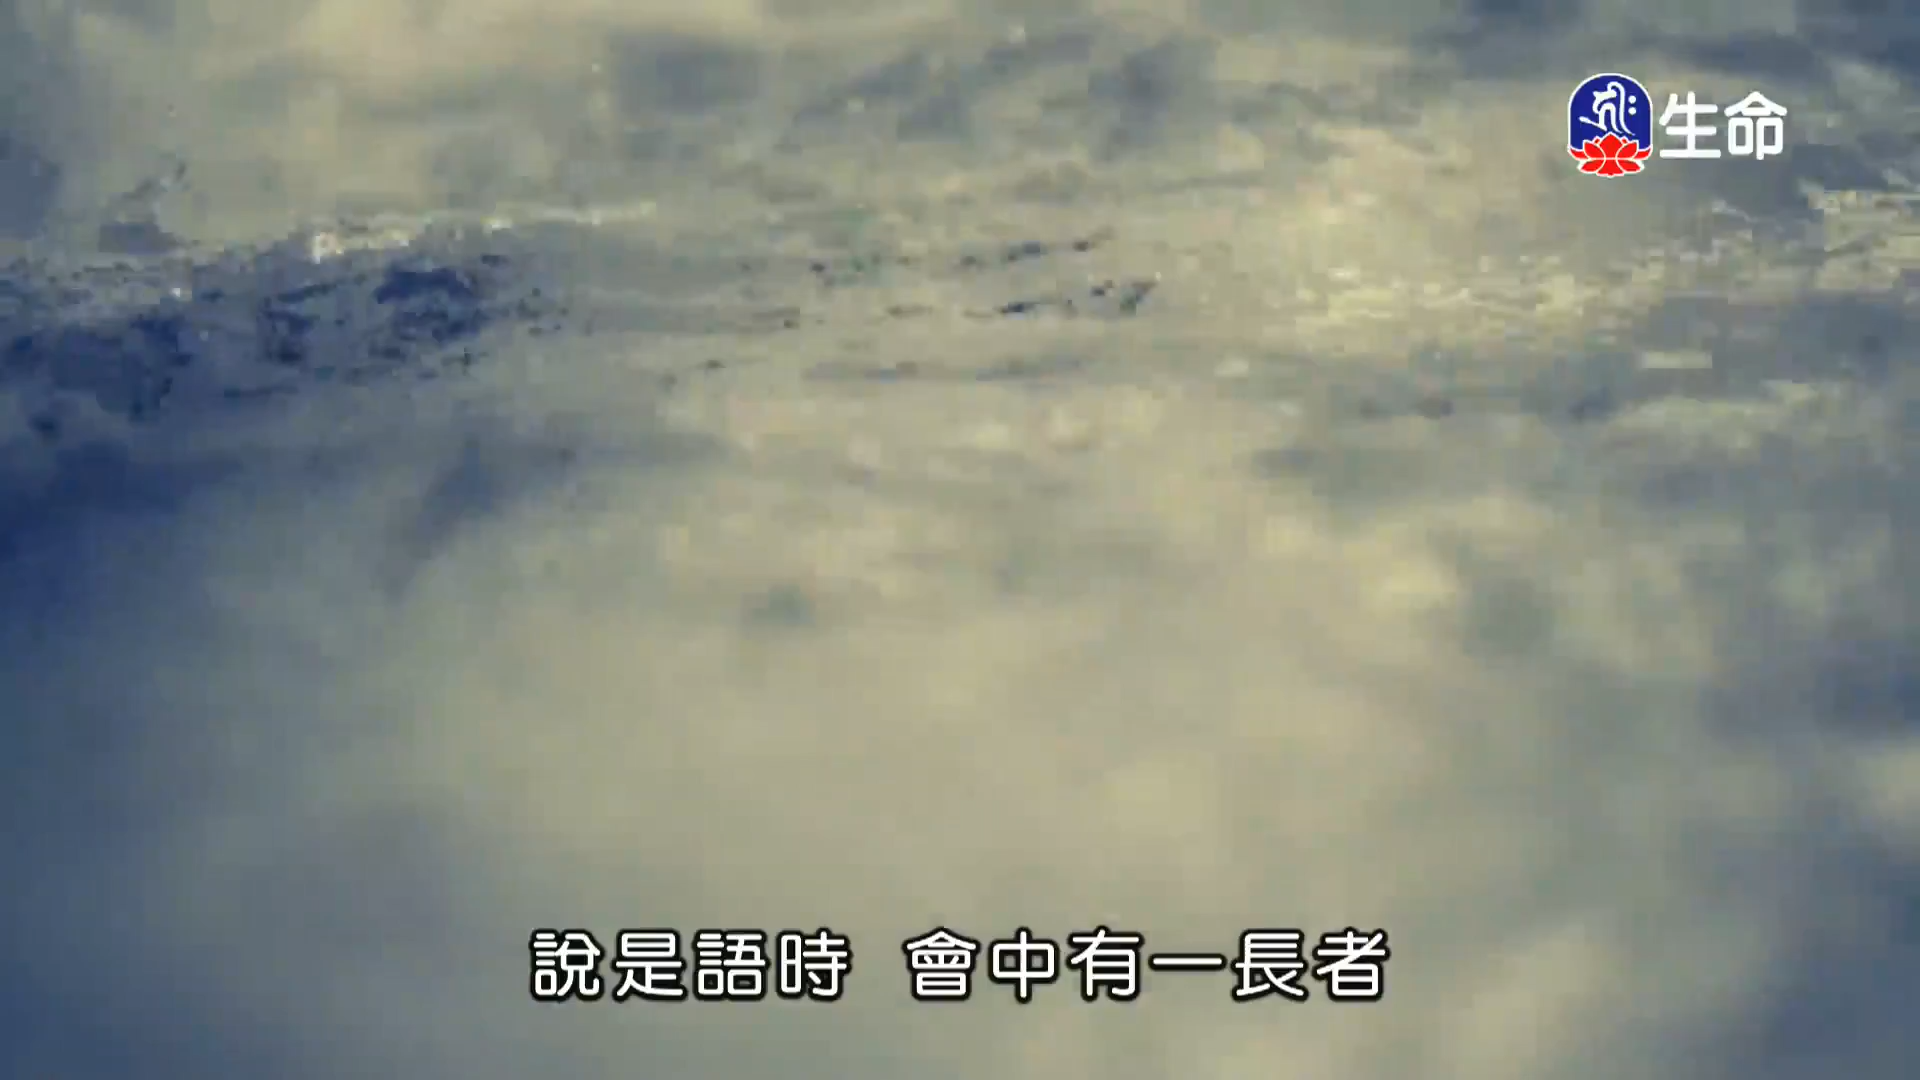 生命
說是語時 會中有一長者